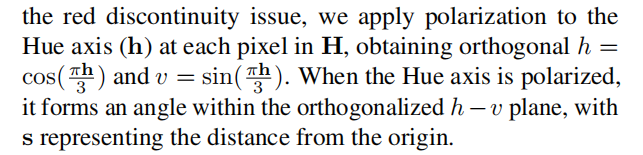 the red discontinuity issue, we apply polarization to the
Hue axis (h) at each pixel in H, obtaining orthogonal h =
cos(πh/3) and v = sin(πh/3). When the Hue axis is polarized,
it forms an angle within the orthogonalized h − v plane, with
s representing the distance from the origin.